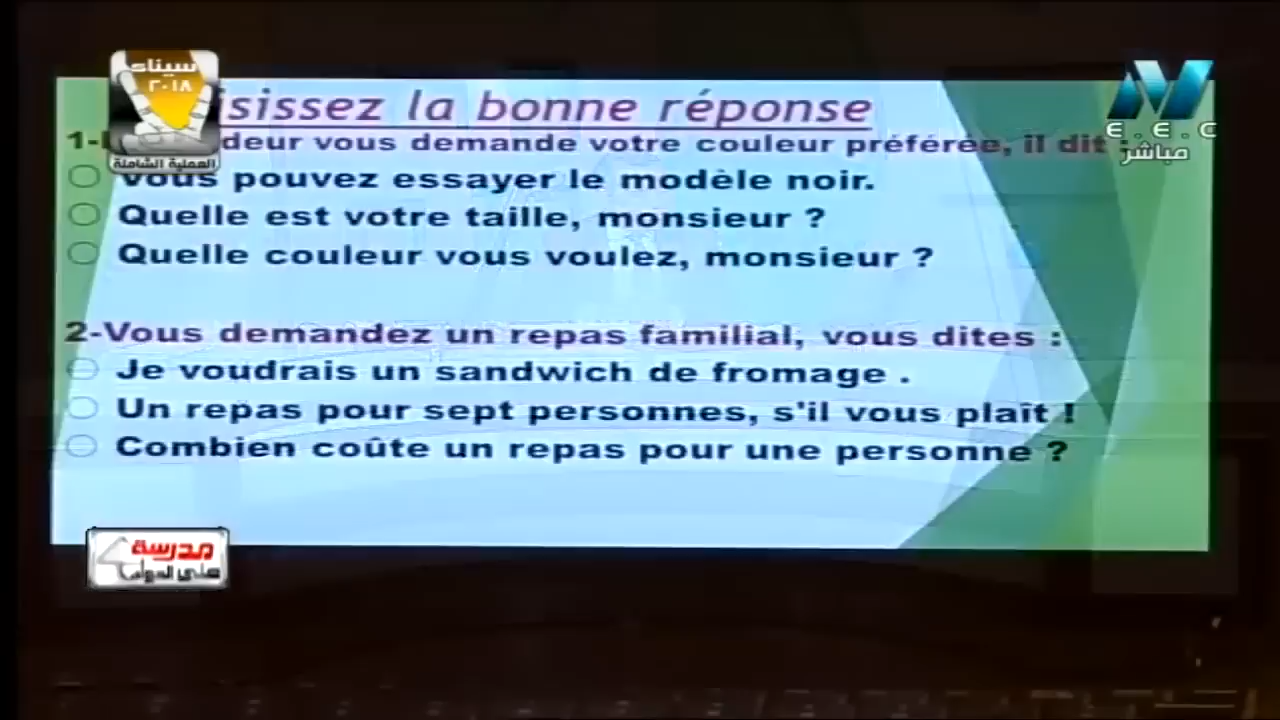 سيناء
٢٠١٨
العملية الشاملة
E.E.C
مباشر
isissez la bonne réponse
1-L deur vous demande votre couleur préférée, il dit :
Vous pouvez essayer le modèle noir.
Quelle est votre taille, monsieur ?
Quelle couleur vous voulez, monsieur ?
2-Vous demandez un repas familial, vous dites :
Je voudrais un sandwich de fromage .
Un repas pour sept personnes, s'il vous plaît !
Combien coûte un repas pour une personne ?
مدرسة
على الهواء